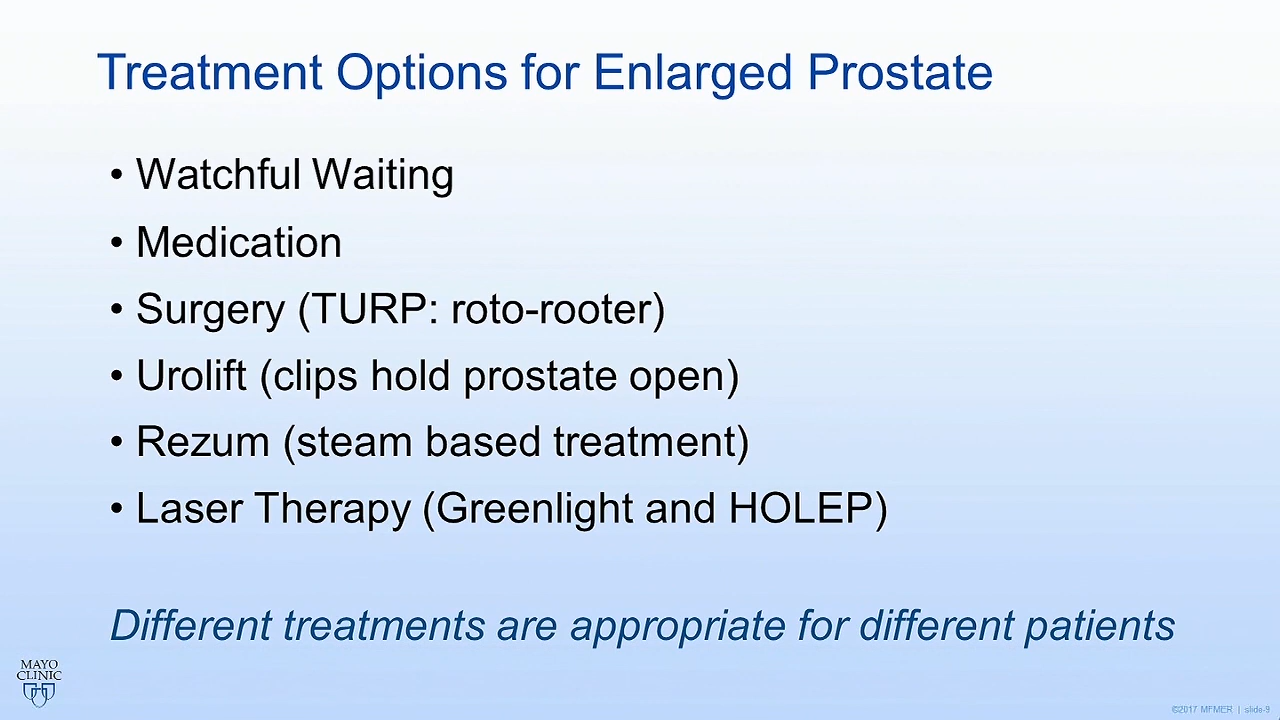 Treatment Options for Enlarged Prostate
• Watchful Waiting
• Medication
• Surgery (TURP: roto-rooter)
• Urolift (clips hold prostate open)
• Rezum (steam based treatment)
• Laser Therapy (Greenlight and HOLEP)
Different treatments are appropriate for different patients
MAYO
CLINIC
©2017 MFMER | slide-9